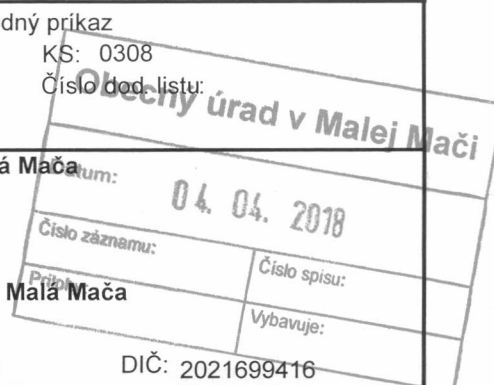 dný príkaz
KS: 0308
Číslo dod. listu:
Obecný úrad v Malej Mači
á Mača
Dátum:
04. 04. 2018
Číslo záznamu:
Číslo spisu:
Malá Mača
Vybavuje:
DIČ: 2021699416